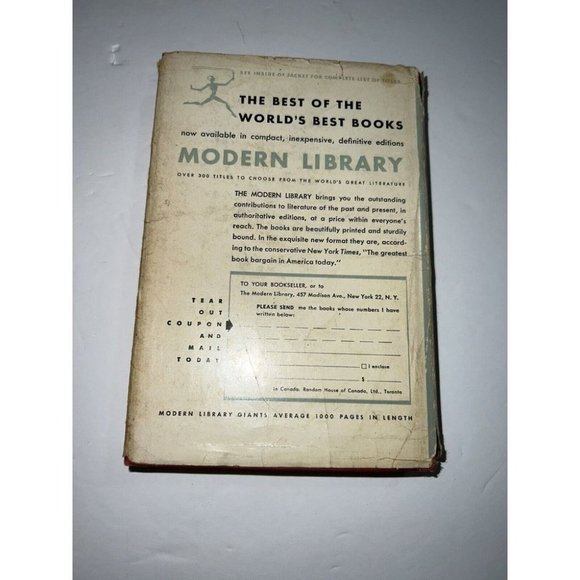 SEE INSIDE OF JACKET FOR COMPLETE LIST OF TITLES
THE BEST OF THE
WORLD'S BEST BOOKS
now available in compact, inexpensive, definitive editions
MODERN LIBRARY
OVER 300 TITLES TO CHOOSE FROM THE WORLD'S GREAT LITERATURE
THE MODERN LIBRARY brings you the outstanding
contributions to literature of the past and present, in
authoritative editions, at a price within everyone's
reach. The books are beautifully printed and sturdily
bound. In the exquisite new format they are, accord-
ing to the conservative New York Times, "The greatest
book bargain in America today."
TO YOUR BOOKSELLER, or to
The Modern Library, 457 Madison Ave., New York 22, N. Y.
PLEASE SEND me the books whose numbers I have
written below:
TEAR
OUT
COUPON
AND
MAIL
TODAY
I enclose
$
In Canada, Random House of Canada, Ltd., Toronto
MODERN LIBRARY GIANTS AVERAGE 1000 PAGES IN LENGTH